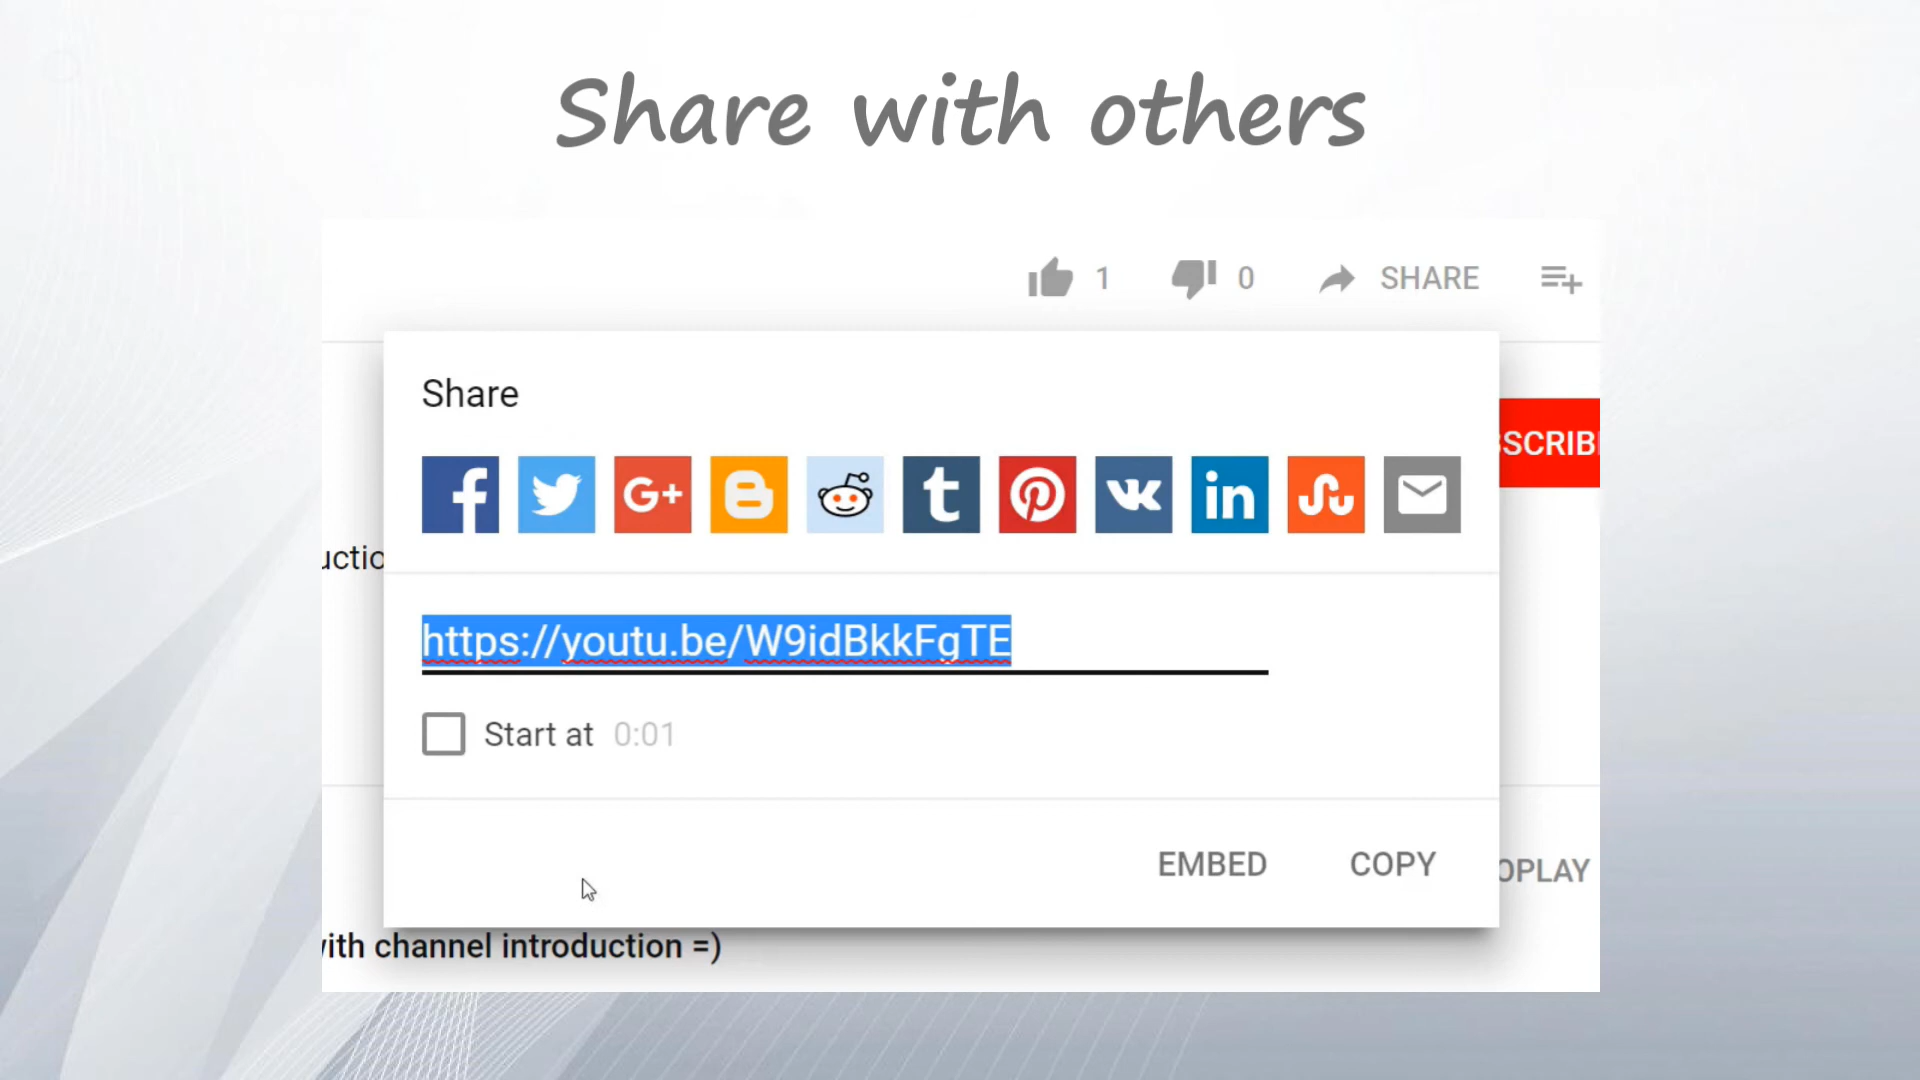 Share with others
1 0 SHARE
Share
SCRIB
f G+ B t P VK in
uctio
https://youtu.be/W9idBkkFgTE
Start at 0:01
EMBED COPY
OPLAY
ith channel introduction =)